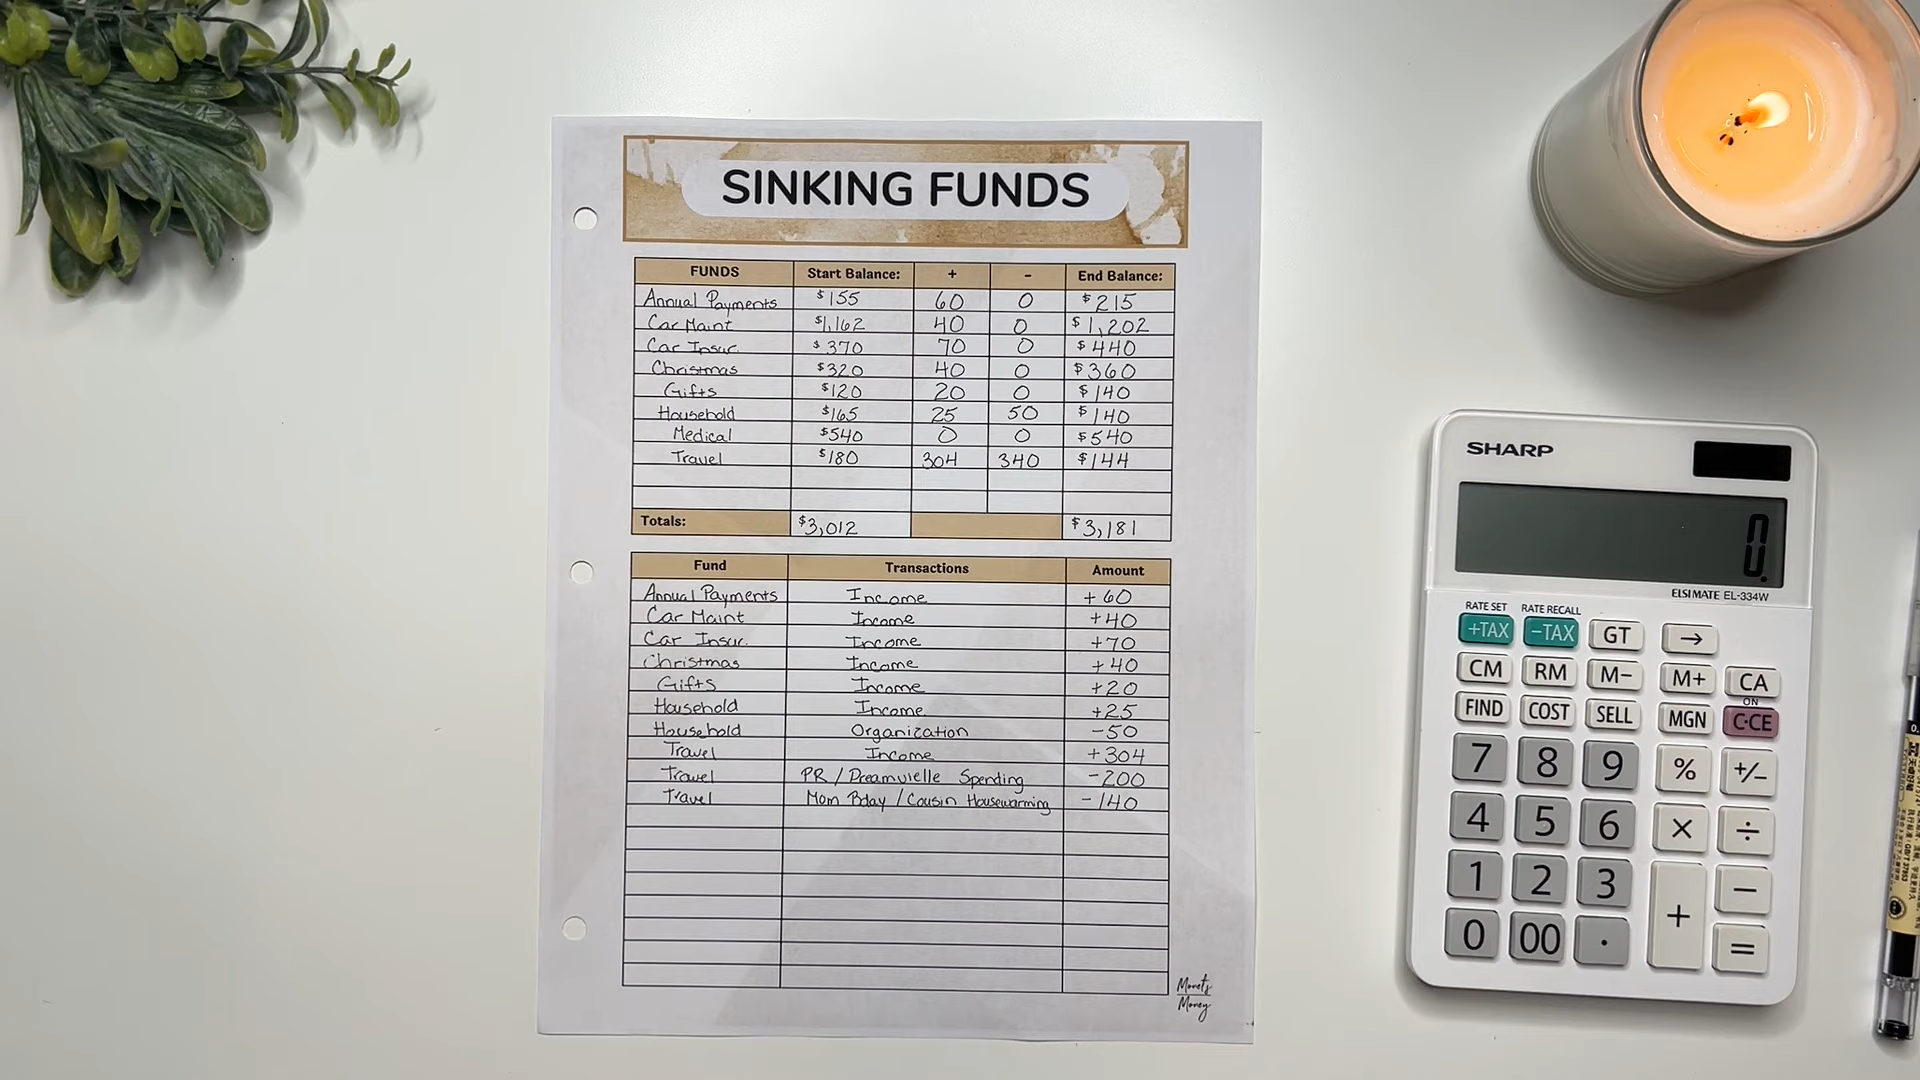 SINKING FUNDS
FUNDS Start Balance: + - End Balance:
Annual Payments $155 60 0 $215
Car Maint $1,162 40 0 $1,202
Car Insur. $370 70 0 $440
Christmas $320 40 0 $360
Gifts $120 20 0 $140
Household $165 25 50 $140
Medical $540 0 0 $540
Travel $180 304 340 $144
Totals: $3,012 $3,181
Fund Transactions Amount
Annual Payments Income +60
Car Maint Income +40
Car Insur. Income +70
Christmas Income +40
Gifts Income +20
Household Income +25
Household Organization -50
Travel Income +304
Travel PR/Dreamville Spending -200
Travel Mom Bday/Cousin Housewarming -140
Monet's
Money
SHARP
0.
ELSIMATE EL-334W
RATE SET RATE RECALL
+TAX -TAX GT →
CM RM M- M+ CA
ON
FIND COST SELL MGN C·CE
7 8 9 % +/-
4 5 6 × ÷
1 2 3 + -
0 00 . =